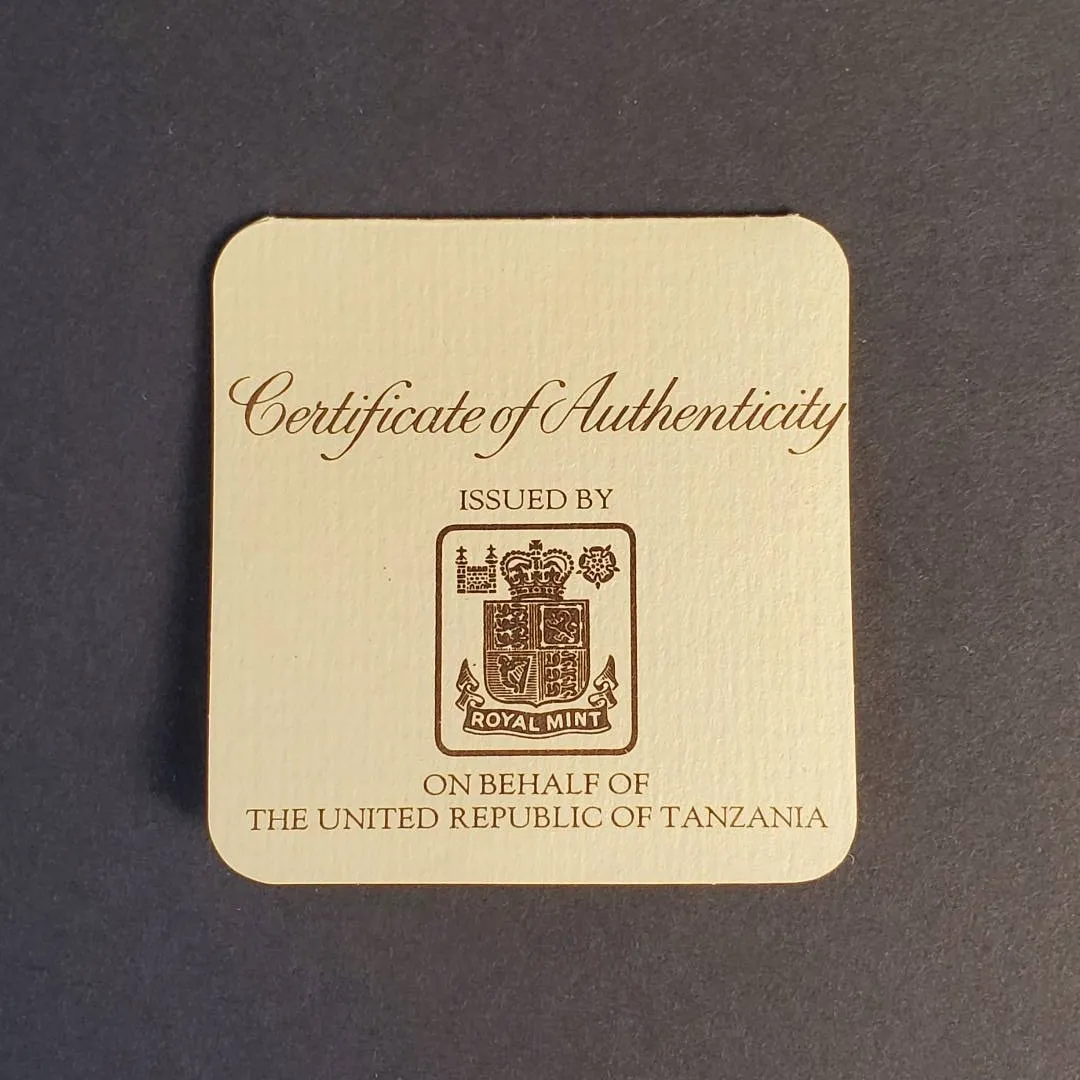 Certificate of Authenticity
ISSUED BY
ROYAL MINT
ON BEHALF OF
THE UNITED REPUBLIC OF TANZANIA